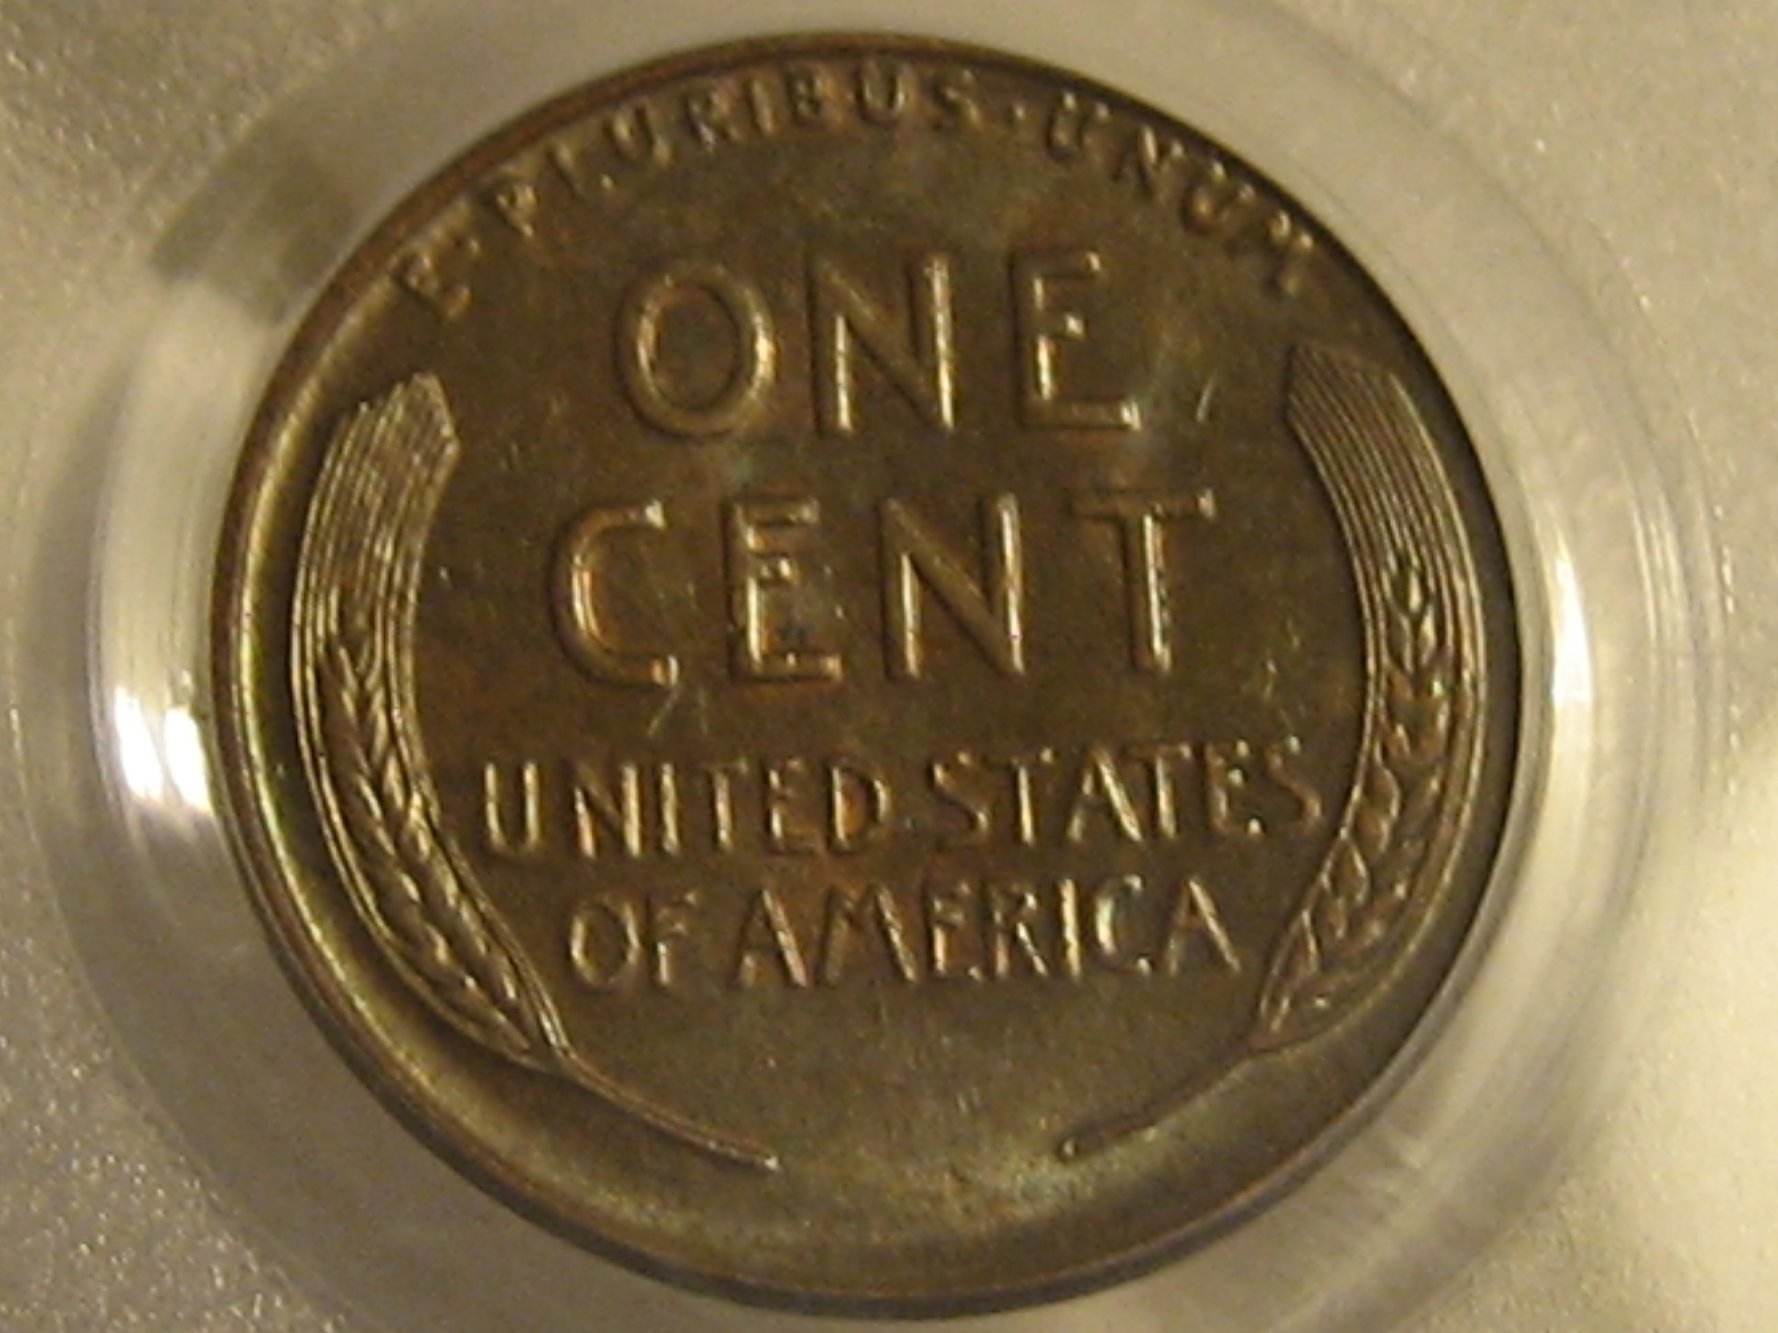 E·PLURIBUS·UNUM
ONE
CENT
UNITED STATES
OF AMERICA